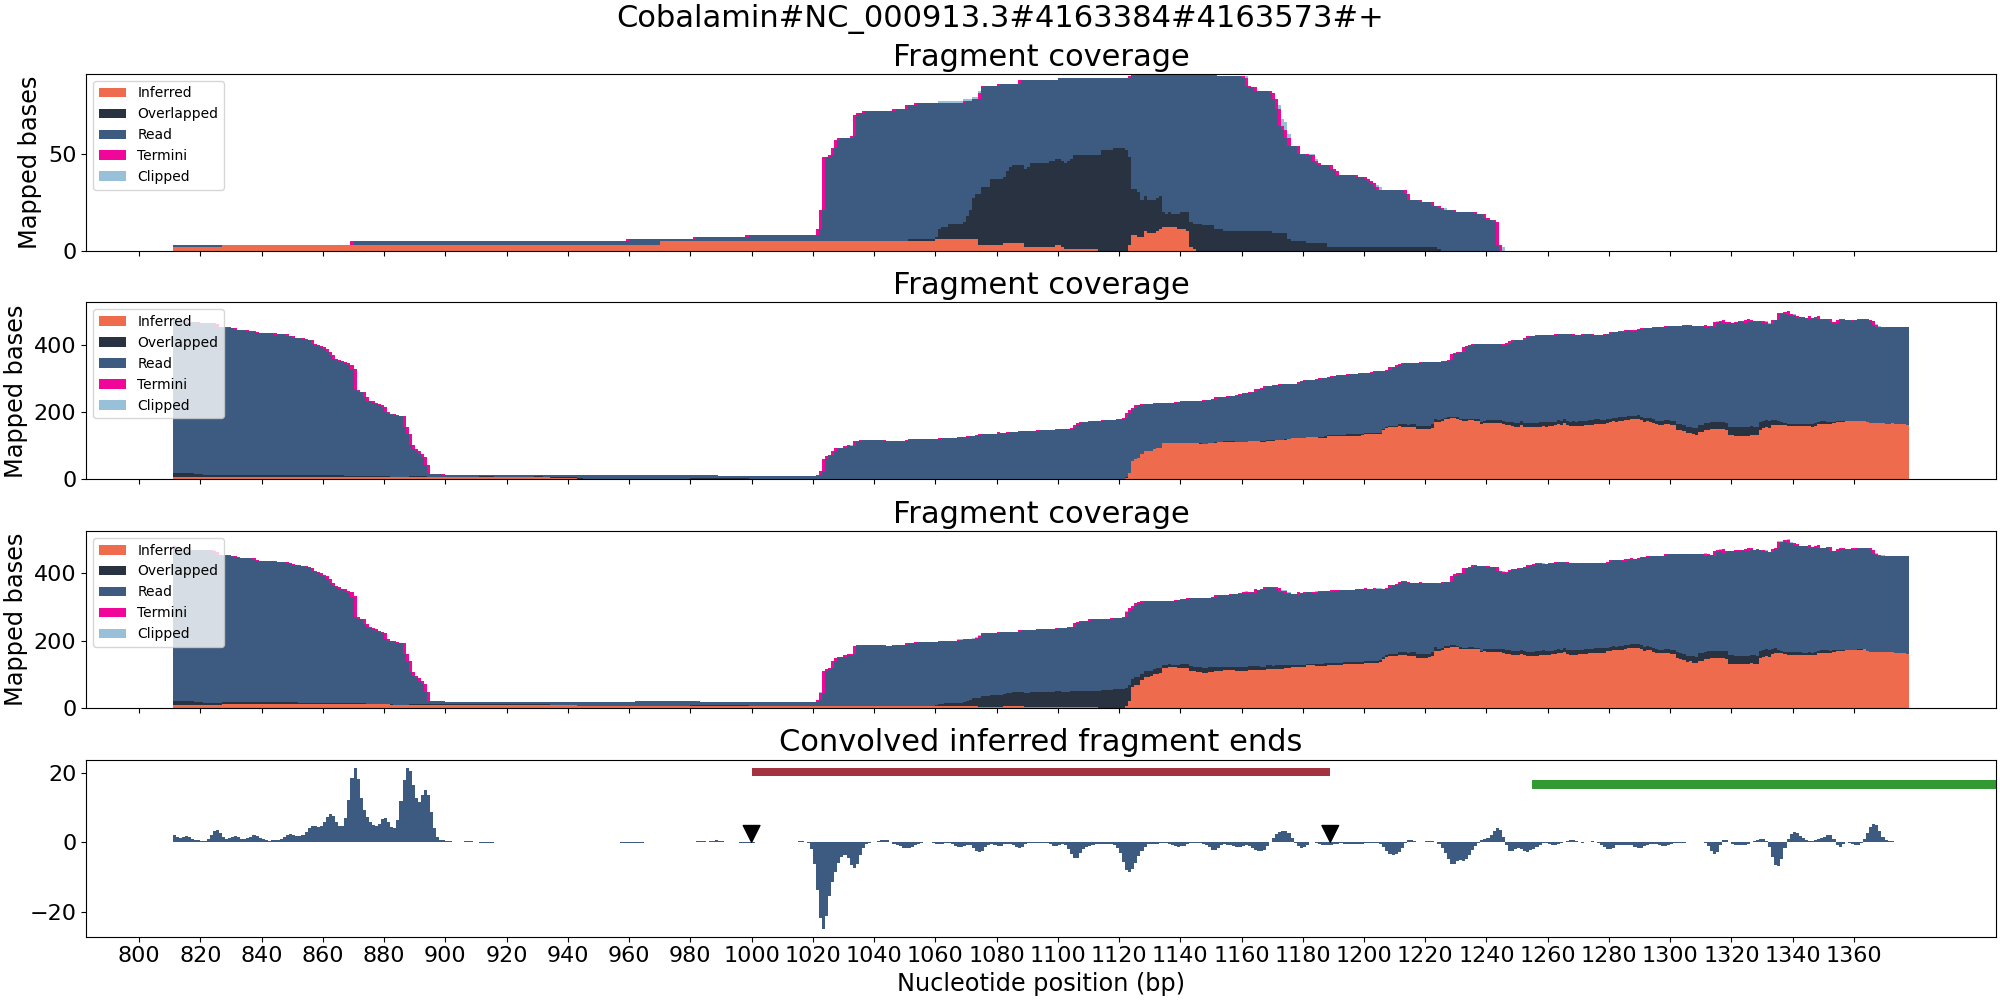 Cobalamin#NC_000913.3#4163384#4163573#+
Fragment coverage
Mapped bases
50
0
Inferred
Overlapped
Read
Termini
Clipped
Fragment coverage
Mapped bases
400
200
0
Inferred
Overlapped
Read
Termini
Clipped
Fragment coverage
Mapped bases
400
200
0
Inferred
Overlapped
Read
Termini
Clipped
Convolved inferred fragment ends
20
0
−20
800 820 840 860 880 900 920 940 960 980 1000 1020 1040 1060 1080 1100 1120 1140 1160 1180 1200 1220 1240 1260 1280 1300 1320 1340 1360
Nucleotide position (bp)